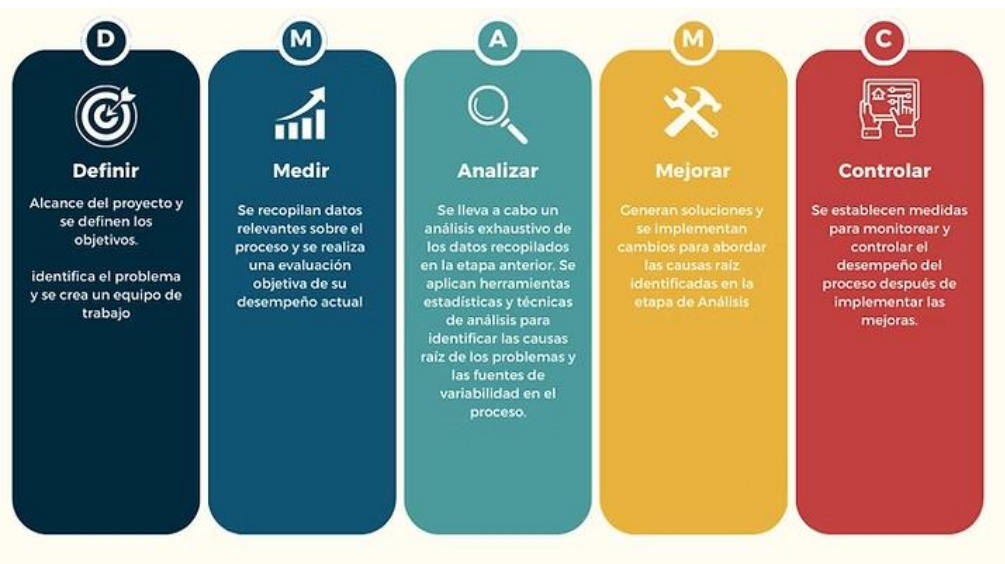 D
Definir
Alcance del proyecto y
se definen los
objetivos.
identifica el problema
y se crea un equipo de
trabajo
M
Medir
Se recopilan datos
relevantes sobre el
proceso y se realiza
una evaluación
objetiva de su
desempeño actual
A
Analizar
Se lleva a cabo un
análisis exhaustivo de
los datos recopilados
en la etapa anterior. Se
aplican herramientas
estadísticas y técnicas
de análisis para
identificar las causas
raíz de los problemas y
las fuentes de
variabilidad en el
proceso.
M
Mejorar
Generan soluciones y
se implementan
cambios para abordar
las causas raíz
identificadas en la
etapa de Análisis
C
Controlar
Se establecen medidas
para monitorear y
controlar el
desempeño del
proceso después de
implementar las
mejoras.